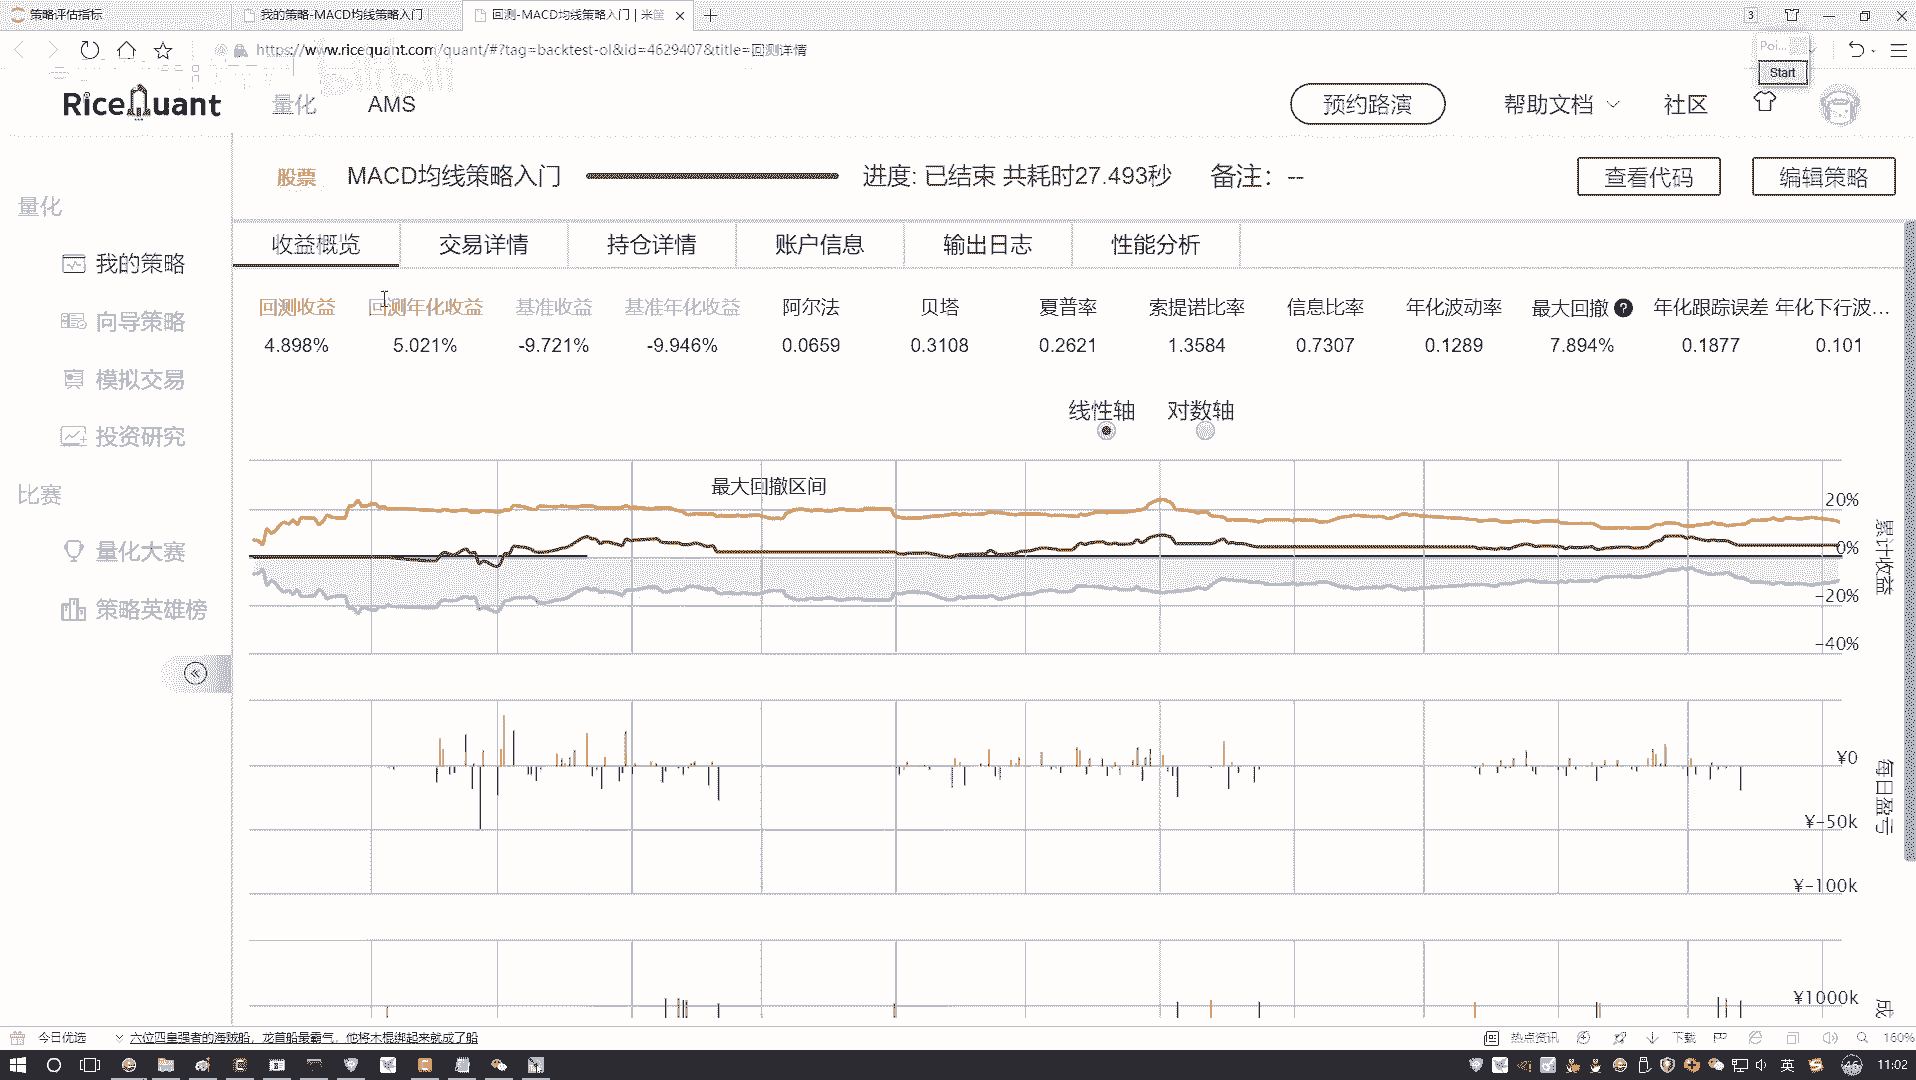 策略评估指标
我的策略-MACD均线策略入门
回测-MACD均线策略入门 | 米筐
3
https://www.ricequant.com/quant/#?tag=backtest-ol&id=4629407&title=回测详情
bilibili
Poi...
Start
RiceQuant
量化
AMS
预约路演
帮助文档
社区
股票
MACD均线策略入门
进度: 已结束 共耗时27.493秒
备注: --
查看代码
编辑策略
量化
我的策略
向导策略
模拟交易
投资研究
比赛
量化大赛
策略英雄榜
收益概览
交易详情
持仓详情
账户信息
输出日志
性能分析
回测收益 回测年化收益 基准收益 基准年化收益 阿尔法 贝塔 夏普率 索提诺比率 信息比率 年化波动率 最大回撤 ? 年化跟踪误差 年化下行波...
4.898% 5.021% -9.721% -9.946% 0.0659 0.3108 0.2621 1.3584 0.7307 0.1289 7.894% 0.1877 0.101
线性轴 对数轴
最大回撤区间
20%
0%
-20%
-40%
累计收益
¥0
¥-50k
¥-100k
每日盈亏
¥1000k
今日优选
六位四皇强者的海贼船，龙首船最霸气，他将木棍绑起来就成了船
热点资讯
下载
160%
英
46
11:02